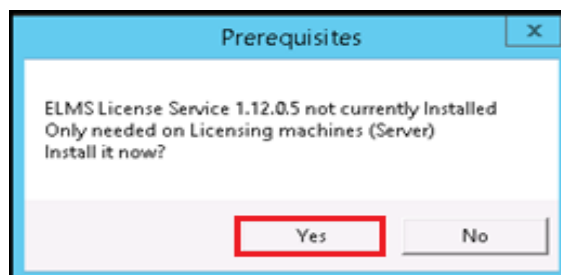 Prerequisites
x
ELMS License Service 1.12.0.5 not currently Installed
Only needed on Licensing machines (Server)
Install it now?
Yes No